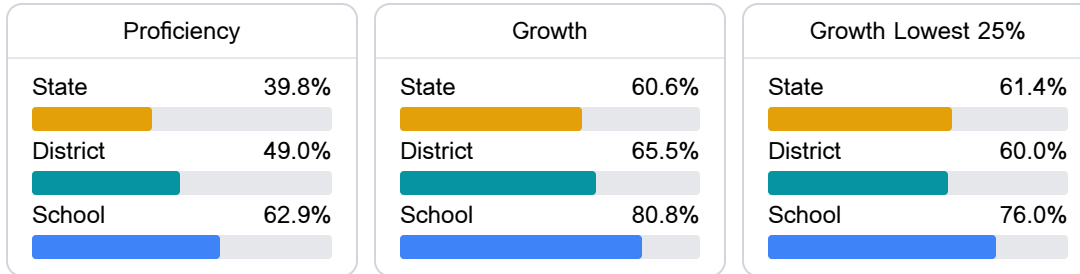 Proficiency
State 39.8%
District 49.0%
School 62.9%
Growth
State 60.6%
District 65.5%
School 80.8%
Growth Lowest 25%
State 61.4%
District 60.0%
School 76.0%